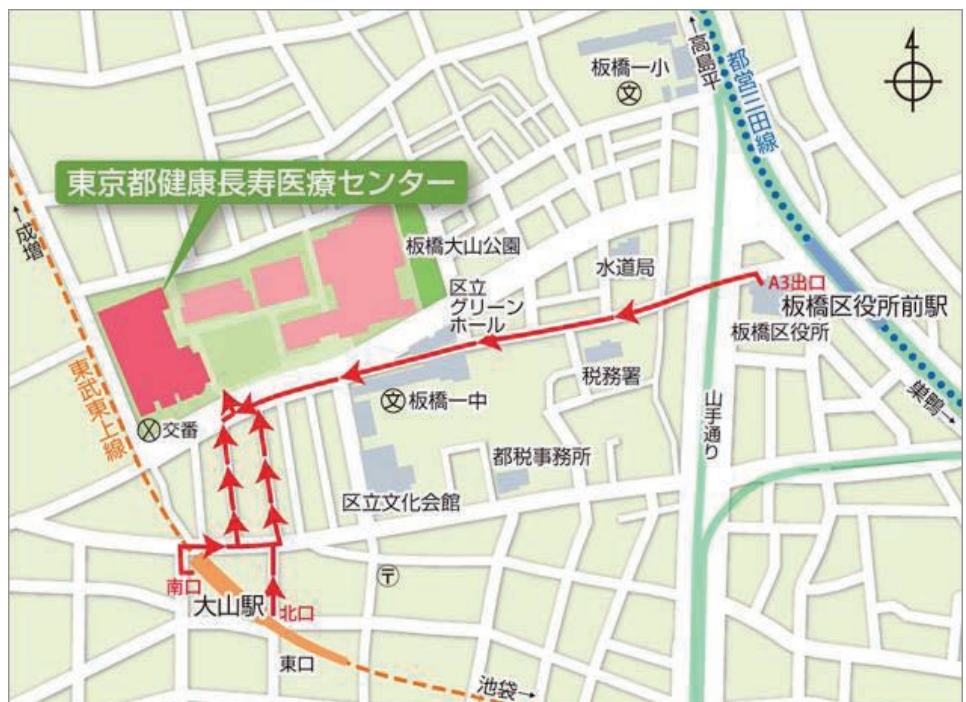 板橋一小
文
↑高島平
都営三田線
東京都健康長寿医療センター
↑成増
板橋大山公園
水道局
区立
グリーン
ホール
A3出口
板橋区役所前駅
板橋区役所
税務署
東武東上線
文
板橋一中
山手通り
巣鴨→
X
交番
都税事務所
区立文化会館
南口
大山駅
北口
〒
東口
池袋→